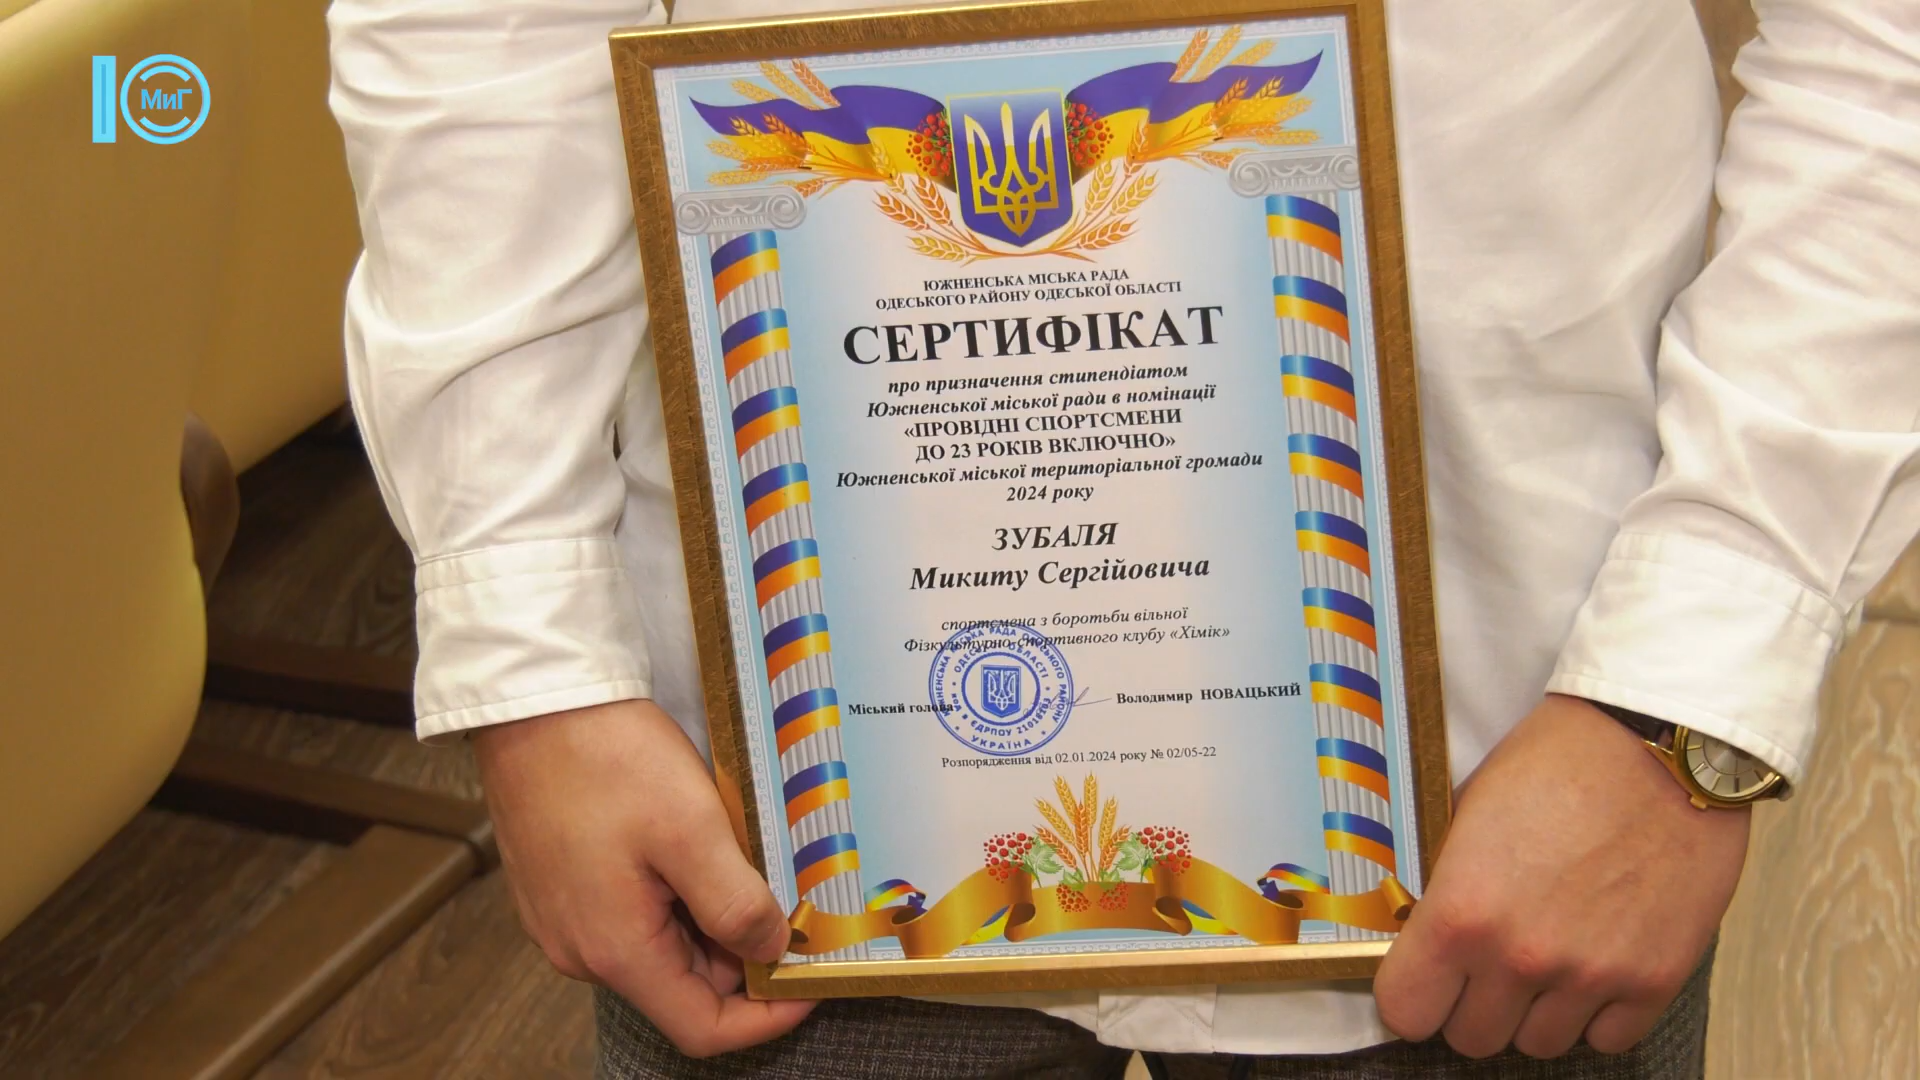 МиГ
ЮЖНЕНСЬКА МІСЬКА РАДА
ОДЕСЬКОГО РАЙОНУ ОДЕСЬКОЇ ОБЛАСТІ
СЕРТИФІКАТ
про призначення стипендіатом
Южненської міської ради в номінації
«ПРОВІДНІ СПОРТСМЕНИ
ДО 23 РОКІВ ВКЛЮЧНО»
Южненської міської територіальної громади
2024 року
ЗУБАЛЯ
Микиту Сергійовича
спортсмена з боротьби вільної
Фізкультурно-спортивного клубу «Хімік»
Міський голова
Володимир НОВАЦЬКИЙ
УКРАЇНА
Розпорядження від 02.01.2024 року № 02/05-22